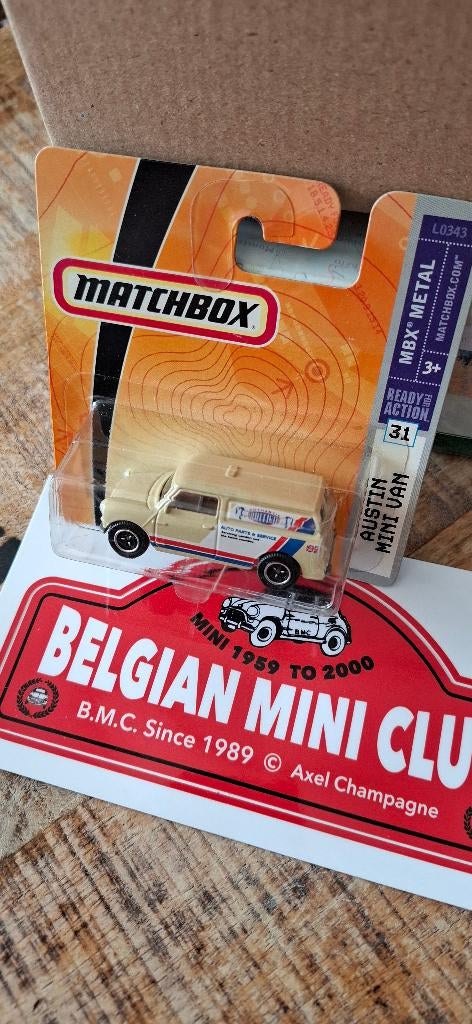 MATCHBOX
L0343
MBX® METAL
MATCHBOX.COM™
3+
READY FOR ACTION
31
AUSTIN
MINI VAN
AUTO PARTS & SERVICE
B M C
MINI 1959 TO 2000
BELGIAN MINI CLU
B.M.C. Since 1989 © Axel Champagne